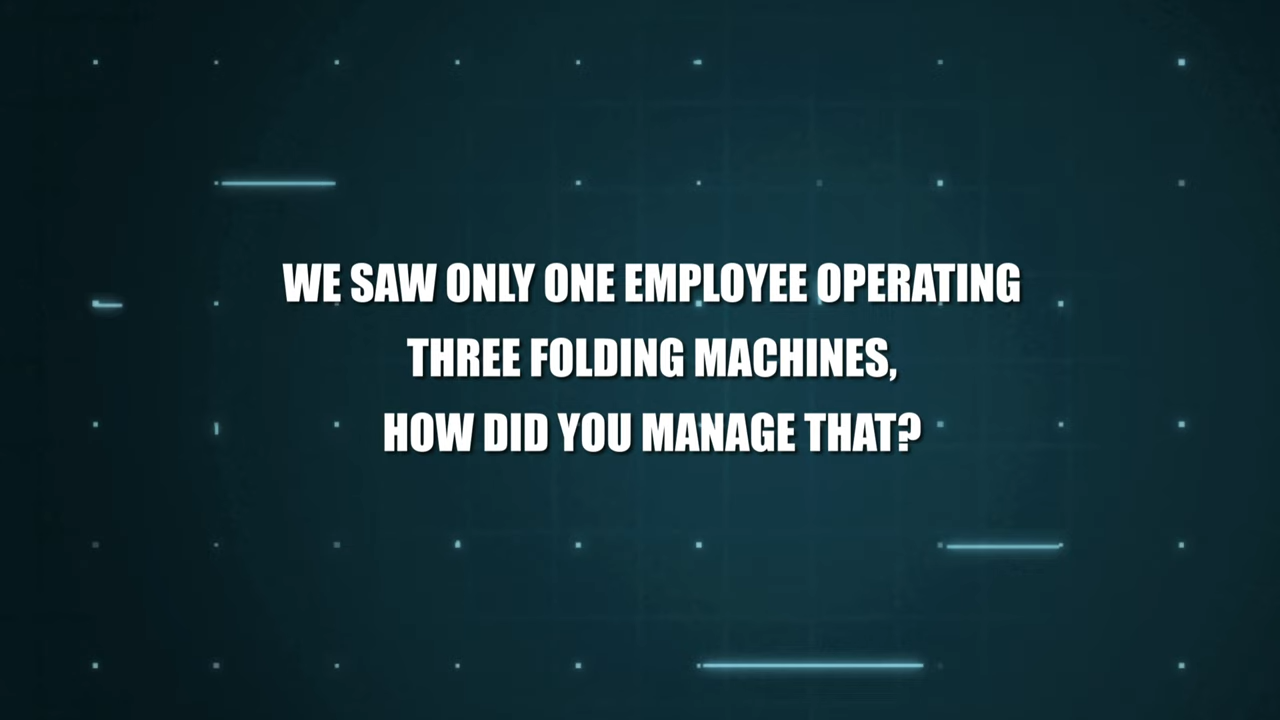 WE SAW ONLY ONE EMPLOYEE OPERATING
THREE FOLDING MACHINES,
HOW DID YOU MANAGE THAT?